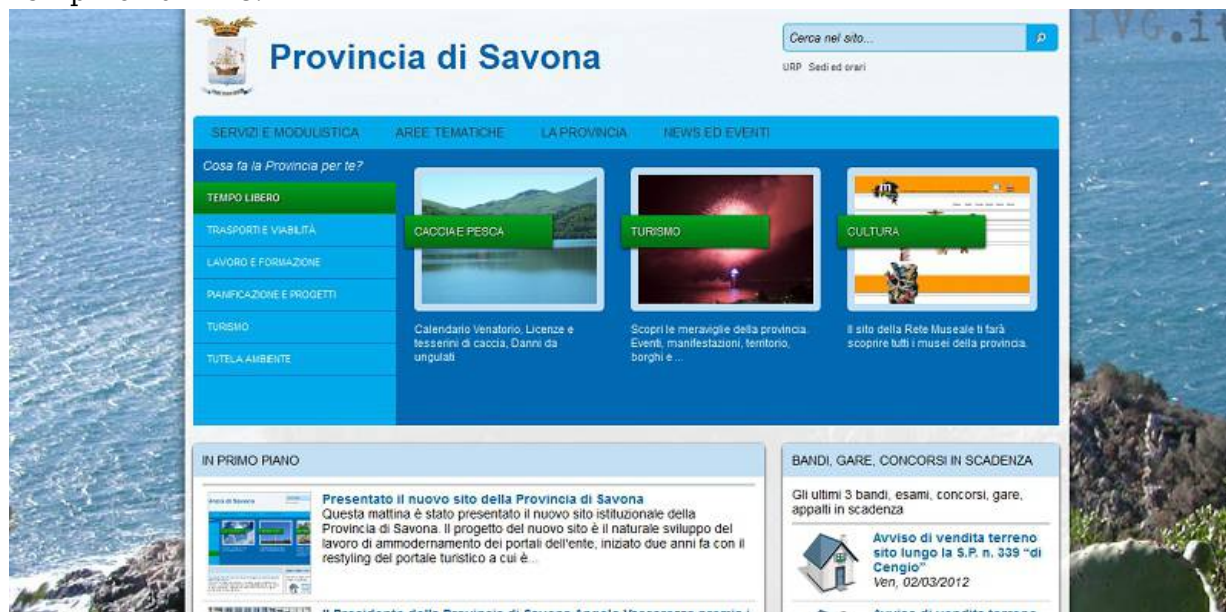 IVG.it
Provincia di Savona
Cerca nel sito...
URP Sedi ed orari
SERVIZI E MODULISTICA AREE TEMATICHE LA PROVINCIA NEWS ED EVENTI
Cosa fa la Provincia per te?
TEMPO LIBERO
TRASPORTI E VIABILITÀ
LAVORO E FORMAZIONE
PIANIFICAZIONE E PROGETTI
TURISMO
TUTELA AMBIENTE
CACCIA E PESCA
Calendario Venatorio, Licenze e
tesserini di caccia, Danni da
ungulati
TURISMO
Scopri le meraviglie della provincia.
Eventi, manifestazioni, territorio,
borghi e ...
CULTURA
Il sito della Rete Museale ti farà
scoprire tutti i musei della provincia.
IN PRIMO PIANO
Presentato il nuovo sito della Provincia di Savona
Questa mattina è stato presentato il nuovo sito istituzionale della
Provincia di Savona. Il progetto del nuovo sito è il naturale sviluppo del
lavoro di ammodernamento dei portali dell'ente, iniziato due anni fa con il
restyling del portale turistico a cui è...
BANDI, GARE, CONCORSI IN SCADENZA
Gli ultimi 3 bandi, esami, concorsi, gare,
appalti in scadenza
Avviso di vendita terreno
sito lungo la S.P. n. 339 “di
Cengio”
Ven, 02/03/2012